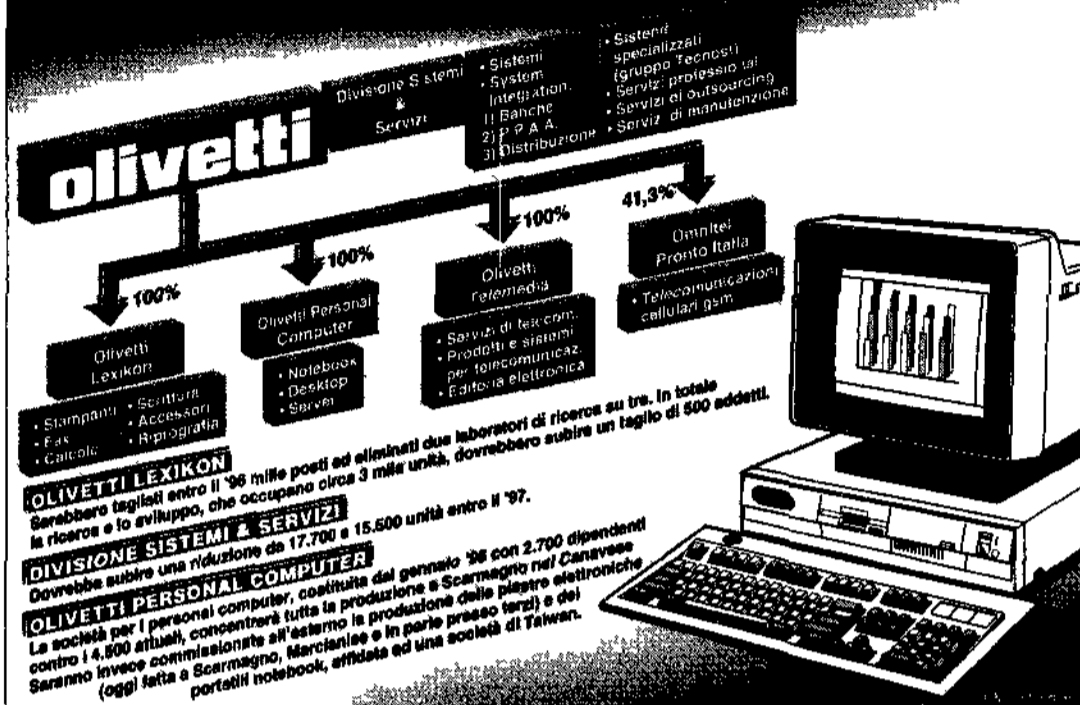 olivetti
Divisione Sistemi
&
Servizi
• Sistemi
• System
Integration.
1) Banche
2) P.P.A.A.
3) Distribuzione
• Sistemi
specializzati
(gruppo Tecnost)
• Servizi professionali
• Servizi di outsourcing
• Servizi di manutenzione
100%
100%
100%
41,3%
Olivetti
Lexikon
• Stampanti
• Fax
• Calcolo
• Scrittura
• Accessori
• Riprografia
Olivetti Personal
Computer
• Notebook
• Desktop
• Server
Olivetti
Telemedia
• Servizi di telecom.
• Prodotti e sistemi
per telecomunicaz.
• Editoria elettronica
Omnitel
Pronto Italia
• Telecomunicazioni
cellulari gsm
OLIVETTI LEXIKON
Sarebbero tagliati entro il '96 mille posti ed eliminati due laboratori di ricerca su tre. In totale
la ricerca e lo sviluppo, che occupano circa 3 mila unità, dovrebbero subire un taglio di 500 addetti.
DIVISIONE SISTEMI & SERVIZI
Dovrebbe subire una riduzione da 17.700 a 15.500 unità entro il '97.
OLIVETTI PERSONAL COMPUTER
La società per i personal computer, costituita dal gennaio '96 con 2.700 dipendenti
contro i 4.500 attuali, concentrerà tutta la produzione a Scarmagno nel Canavese
Saranno invece commissionate all'esterno la produzione delle piastre elettroniche
(oggi fatta a Scarmagno, Marcianise e in parte presso terzi) e dei
portatili notebook, affidata ad una società di Taiwan.